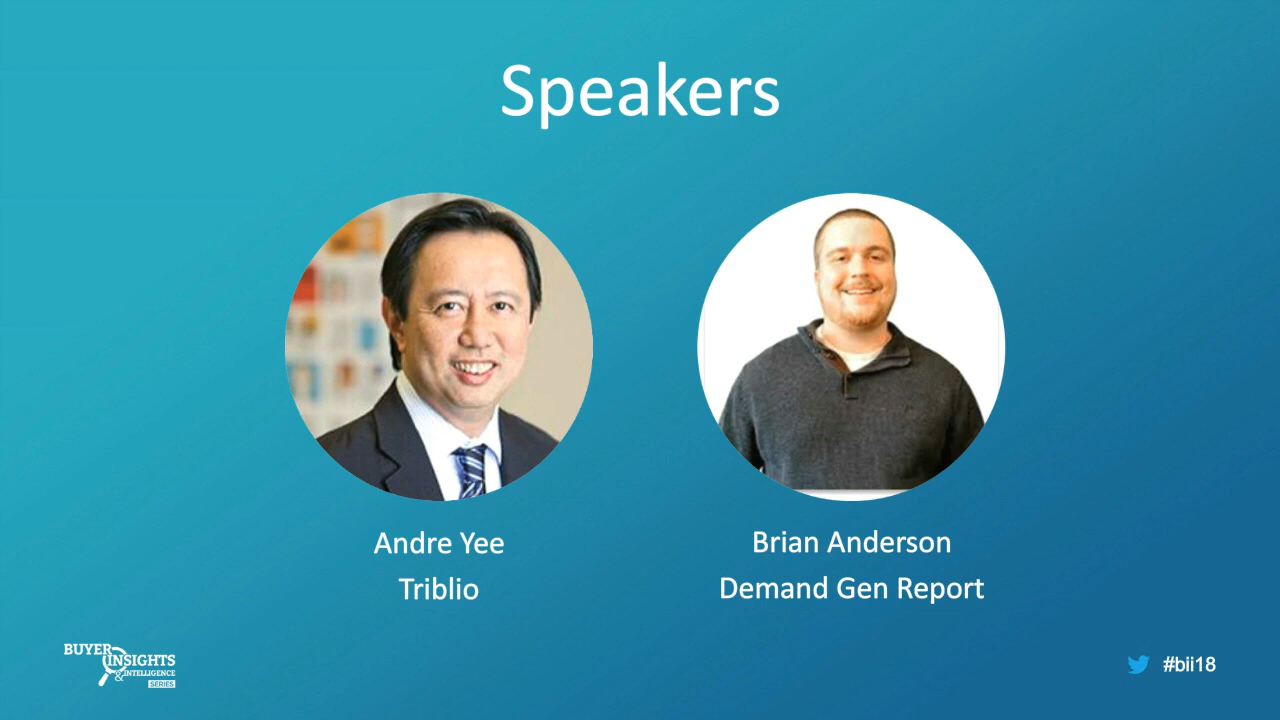 Speakers
Andre Yee
Triblio
Brian Anderson
Demand Gen Report
BUYER
INSIGHTS
& INTELLIGENCE
SERIES
#bii18